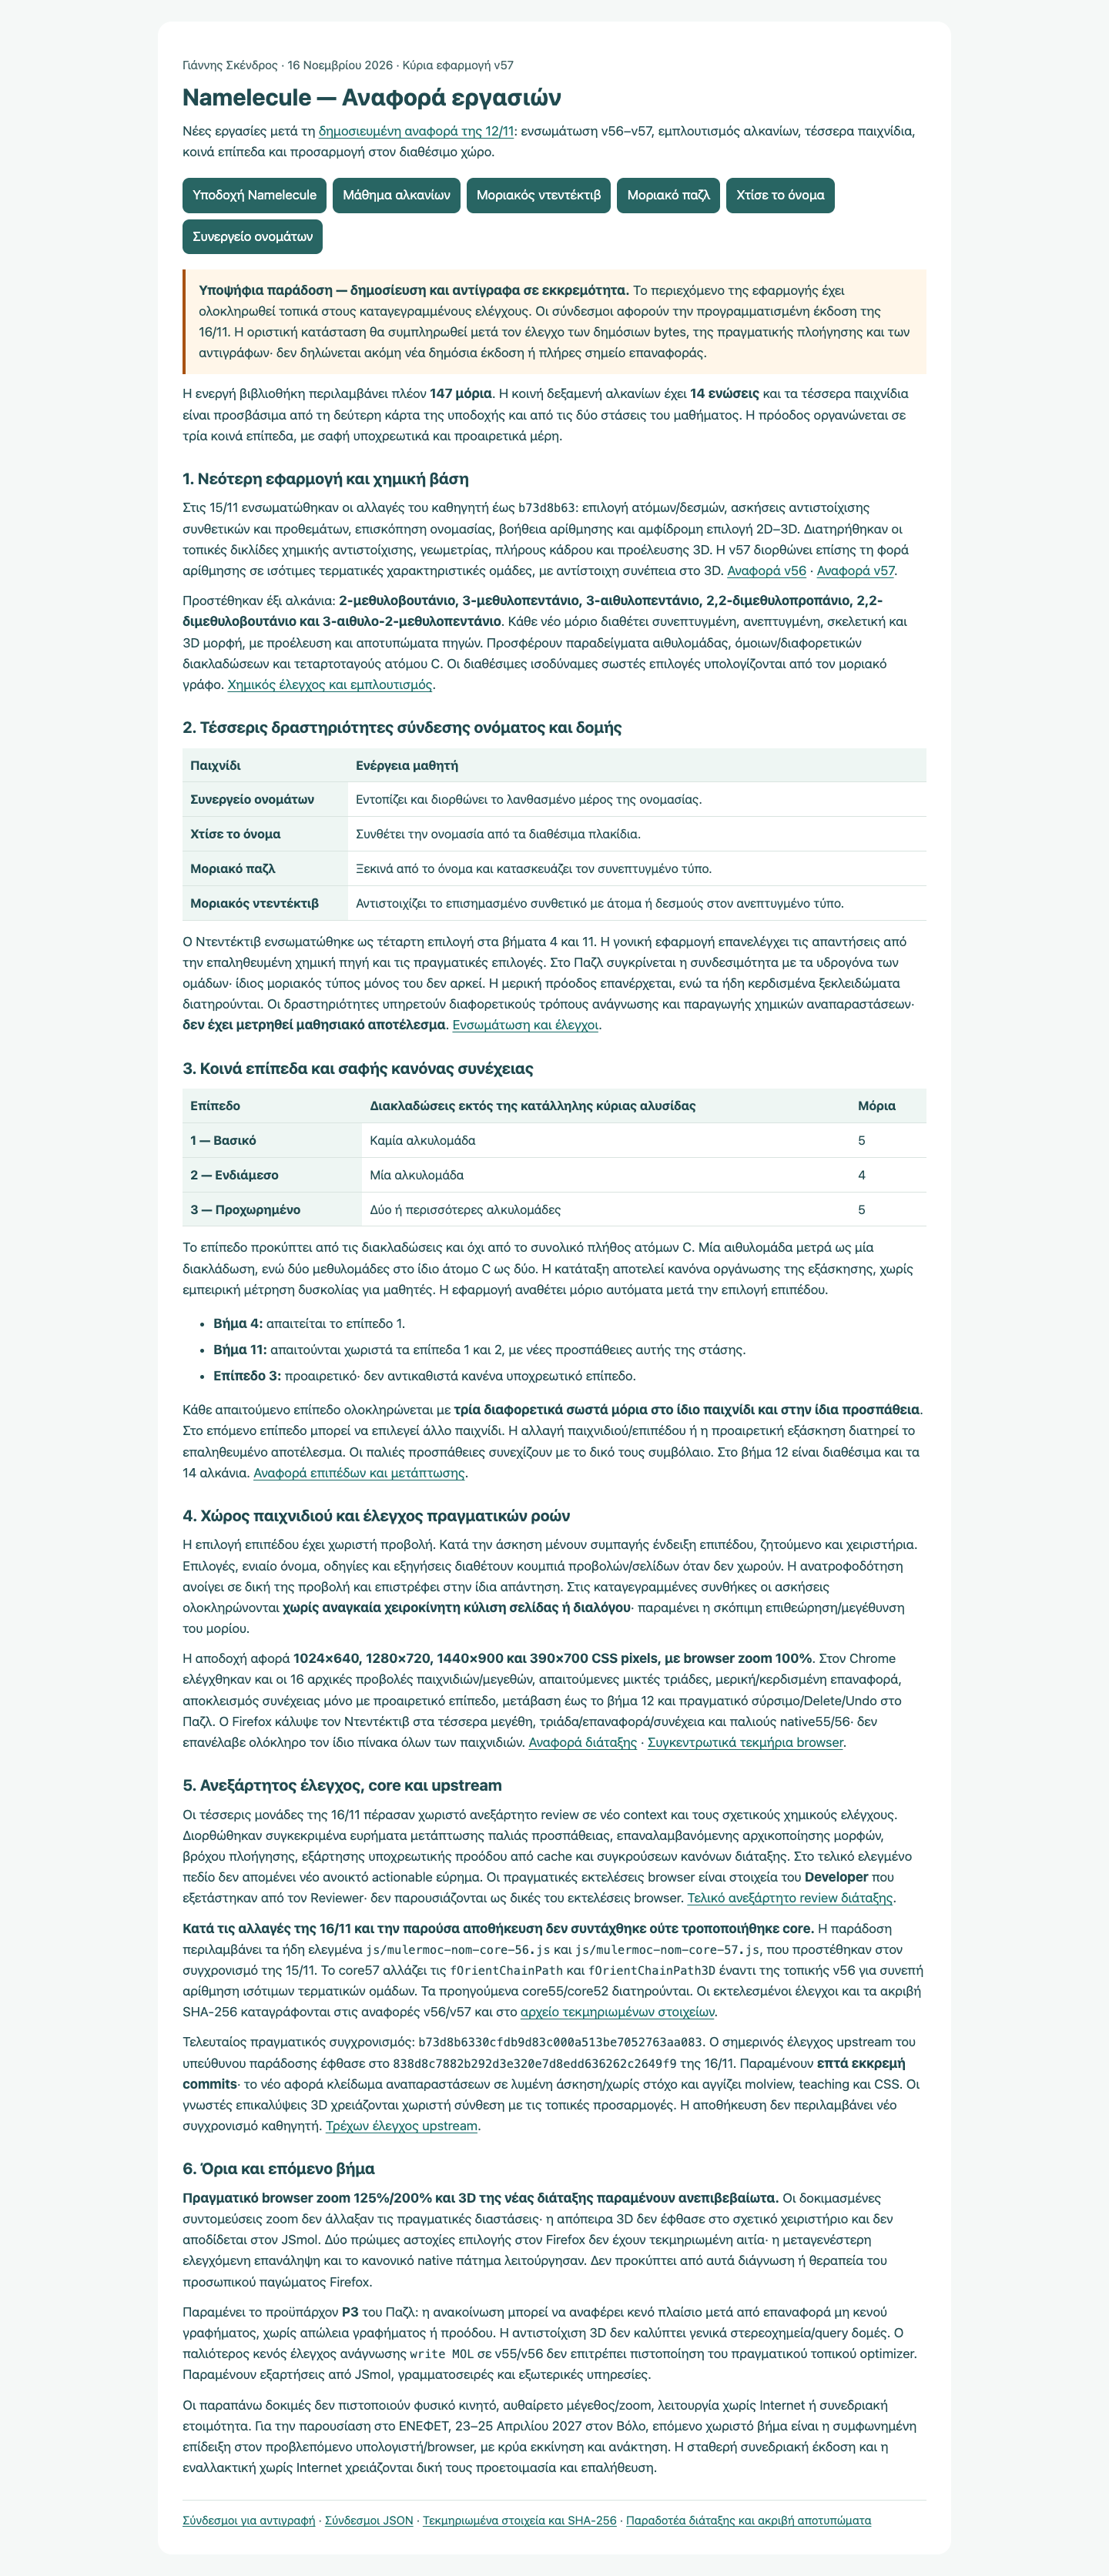 Γιάννης Σκένδρος · 16 Νοεμβρίου 2026 · Κύρια εφαρμογή v57
Namelecule — Αναφορά εργασιών
Νέες εργασίες μετά τη δημοσιευμένη αναφορά της 12/11: ενσωμάτωση v56–v57, εμπλουτισμός αλκανίων, τέσσερα παιχνίδια,
κοινά επίπεδα και προσαρμογή στον διαθέσιμο χώρο.
Υποδοχή Namelecule
Μάθημα αλκανίων
Μοριακός ντεντέκτιβ
Μοριακό παζλ
Χτίσε το όνομα
Συνεργείο ονομάτων
Υποψήφια παράδοση — δημοσίευση και αντίγραφα σε εκκρεμότητα. Το περιεχόμενο της εφαρμογής έχει
ολοκληρωθεί τοπικά στους καταγεγραμμένους ελέγχους. Οι σύνδεσμοι αφορούν την προγραμματισμένη έκδοση της
16/11. Η οριστική κατάσταση θα συμπληρωθεί μετά τον έλεγχο των δημόσιων bytes, της πραγματικής πλοήγησης και των
αντιγράφων· δεν δηλώνεται ακόμη νέα δημόσια έκδοση ή πλήρες σημείο επαναφοράς.
Η ενεργή βιβλιοθήκη περιλαμβάνει πλέον 147 μόρια. Η κοινή δεξαμενή αλκανίων έχει 14 ενώσεις και τα τέσσερα παιχνίδια
είναι προσβάσιμα από τη δεύτερη κάρτα της υποδοχής και από τις δύο στάσεις του μαθήματος. Η πρόοδος οργανώνεται σε
τρία κοινά επίπεδα, με σαφή υποχρεωτικά και προαιρετικά μέρη.
1. Νεότερη εφαρμογή και χημική βάση
Στις 15/11 ενσωματώθηκαν οι αλλαγές του καθηγητή έως b73d8b63: επιλογή ατόμων/δεσμών, ασκήσεις αντιστοίχισης
συνθετικών και προθεμάτων, επισκόπηση ονομασίας, βοήθεια αρίθμησης και αμφίδρομη επιλογή 2D–3D. Διατηρήθηκαν οι
τοπικές δικλίδες χημικής αντιστοίχισης, γεωμετρίας, πλήρους κάδρου και προέλευσης 3D. Η v57 διορθώνει επίσης τη φορά
αρίθμησης σε ισότιμες τερματικές χαρακτηριστικές ομάδες, με αντίστοιχη συνέπεια στο 3D. Αναφορά v56 · Αναφορά v57.
Προστέθηκαν έξι αλκάνια: 2-μεθυλοβουτάνιο, 3-μεθυλοπεντάνιο, 3-αιθυλοπεντάνιο, 2,2-διμεθυλοπροπάνιο, 2,2-
διμεθυλοβουτάνιο και 3-αιθυλο-2-μεθυλοπεντάνιο. Κάθε νέο μόριο διαθέτει συνεπτυγμένη, ανεπτυγμένη, σκελετική και
3D μορφή, με προέλευση και αποτυπώματα πηγών. Προσφέρουν παραδείγματα αιθυλομάδας, όμοιων/διαφορετικών
διακλαδώσεων και τεταρτοταγούς ατόμου C. Οι διαθέσιμες ισοδύναμες σωστές επιλογές υπολογίζονται από τον μοριακό
γράφο. Χημικός έλεγχος και εμπλουτισμός.
2. Τέσσερις δραστηριότητες σύνδεσης ονόματος και δομής
Παιχνίδι Ενέργεια μαθητή
Συνεργείο ονομάτων Εντοπίζει και διορθώνει το λανθασμένο μέρος της ονομασίας.
Χτίσε το όνομα Συνθέτει την ονομασία από τα διαθέσιμα πλακίδια.
Μοριακό παζλ Ξεκινά από το όνομα και κατασκευάζει τον συνεπτυγμένο τύπο.
Μοριακός ντεντέκτιβ Αντιστοιχίζει το επισημασμένο συνθετικό με άτομα ή δεσμούς στον ανεπτυγμένο τύπο.
Ο Ντεντέκτιβ ενσωματώθηκε ως τέταρτη επιλογή στα βήματα 4 και 11. Η γονική εφαρμογή επανελέγχει τις απαντήσεις από
την επαληθευμένη χημική πηγή και τις πραγματικές επιλογές. Στο Παζλ συγκρίνεται η συνδεσιμότητα με τα υδρογόνα των
ομάδων· ίδιος μοριακός τύπος μόνος του δεν αρκεί. Η μερική πρόοδος επανέρχεται, ενώ τα ήδη κερδισμένα ξεκλειδώματα
διατηρούνται. Οι δραστηριότητες υπηρετούν διαφορετικούς τρόπους ανάγνωσης και παραγωγής χημικών αναπαραστάσεων·
δεν έχει μετρηθεί μαθησιακό αποτέλεσμα. Ενσωμάτωση και έλεγχοι.
3. Κοινά επίπεδα και σαφής κανόνας συνέχειας
Επίπεδο Διακλαδώσεις εκτός της κατάλληλης κύριας αλυσίδας Μόρια
1 — Βασικό Καμία αλκυλομάδα 5
2 — Ενδιάμεσο Μία αλκυλομάδα 4
3 — Προχωρημένο Δύο ή περισσότερες αλκυλομάδες 5
Το επίπεδο προκύπτει από τις διακλαδώσεις και όχι από το συνολικό πλήθος ατόμων C. Μία αιθυλομάδα μετρά ως μία
διακλάδωση, ενώ δύο μεθυλομάδες στο ίδιο άτομο C ως δύο. Η κατάταξη αποτελεί κανόνα οργάνωσης της εξάσκησης, χωρίς
εμπειρική μέτρηση δυσκολίας για μαθητές. Η εφαρμογή αναθέτει μόριο αυτόματα μετά την επιλογή επιπέδου.
• Βήμα 4: απαιτείται το επίπεδο 1.
• Βήμα 11: απαιτούνται χωριστά τα επίπεδα 1 και 2, με νέες προσπάθειες αυτής της στάσης.
• Επίπεδο 3: προαιρετικό· δεν αντικαθιστά κανένα υποχρεωτικό επίπεδο.
Κάθε απαιτούμενο επίπεδο ολοκληρώνεται με τρία διαφορετικά σωστά μόρια στο ίδιο παιχνίδι και στην ίδια προσπάθεια.
Στο επόμενο επίπεδο μπορεί να επιλεγεί άλλο παιχνίδι. Η αλλαγή παιχνιδιού/επιπέδου ή η προαιρετική εξάσκηση διατηρεί το
επαληθευμένο αποτέλεσμα. Οι παλιές προσπάθειες συνεχίζουν με το δικό τους συμβόλαιο. Στο βήμα 12 είναι διαθέσιμα και τα
14 αλκάνια. Αναφορά επιπέδων και μετάπτωσης.
4. Χώρος παιχνιδιού και έλεγχος πραγματικών ροών
Η επιλογή επιπέδου έχει χωριστή προβολή. Κατά την άσκηση μένουν συμπαγής ένδειξη επιπέδου, ζητούμενο και χειριστήρια.
Επιλογές, ενιαίο όνομα, οδηγίες και εξηγήσεις διαθέτουν κουμπιά προβολών/σελίδων όταν δεν χωρούν. Η ανατροφοδότηση
ανοίγει σε δική της προβολή και επιστρέφει στην ίδια απάντηση. Στις καταγεγραμμένες συνθήκες οι ασκήσεις
ολοκληρώνονται χωρίς αναγκαία χειροκίνητη κύλιση σελίδας ή διαλόγου· παραμένει η σκόπιμη επιθεώρηση/μεγέθυνση
του μορίου.
Η αποδοχή αφορά 1024×640, 1280×720, 1440×900 και 390×700 CSS pixels, με browser zoom 100%. Στον Chrome
ελέγχθηκαν και οι 16 αρχικές προβολές παιχνιδιών/μεγεθών, απαιτούμενες μικτές τριάδες, μερική/κερδισμένη επαναφορά,
αποκλεισμός συνέχειας μόνο με προαιρετικό επίπεδο, μετάβαση έως το βήμα 12 και πραγματικό σύρσιμο/Delete/Undo στο
Παζλ. Ο Firefox κάλυψε τον Ντεντέκτιβ στα τέσσερα μεγέθη, τριάδα/επαναφορά/συνέχεια και παλιούς native55/56· δεν
επανέλαβε ολόκληρο τον ίδιο πίνακα όλων των παιχνιδιών. Αναφορά διάταξης · Συγκεντρωτικά τεκμήρια browser.
5. Ανεξάρτητος έλεγχος, core και upstream
Οι τέσσερις μονάδες της 16/11 πέρασαν χωριστό ανεξάρτητο review σε νέο context και τους σχετικούς χημικούς ελέγχους.
Διορθώθηκαν συγκεκριμένα ευρήματα μετάπτωσης παλιάς προσπάθειας, επαναλαμβανόμενης αρχικοποίησης μορφών,
βρόχου πλοήγησης, εξάρτησης υποχρεωτικής προόδου από cache και συγκρούσεων κανόνων διάταξης. Στο τελικό ελεγμένο
πεδίο δεν απομένει νέο ανοικτό actionable εύρημα. Οι πραγματικές εκτελέσεις browser είναι στοιχεία του Developer που
εξετάστηκαν από τον Reviewer· δεν παρουσιάζονται ως δικές του εκτελέσεις browser. Τελικό ανεξάρτητο review διάταξης.
Κατά τις αλλαγές της 16/11 και την παρούσα αποθήκευση δεν συντάχθηκε ούτε τροποποιήθηκε core. Η παράδοση
περιλαμβάνει τα ήδη ελεγμένα js/mulermoc-nom-core-56.js και js/mulermoc-nom-core-57.js, που προστέθηκαν στον
συγχρονισμό της 15/11. Το core57 αλλάζει τις fOrientChainPath και fOrientChainPath3D έναντι της τοπικής v56 για συνεπή
αρίθμηση ισότιμων τερματικών ομάδων. Τα προηγούμενα core55/core52 διατηρούνται. Οι εκτελεσμένοι έλεγχοι και τα ακριβή
SHA-256 καταγράφονται στις αναφορές v56/v57 και στο αρχείο τεκμηριωμένων στοιχείων.
Τελευταίος πραγματικός συγχρονισμός: b73d8b6330cfdb9d83c000a513be7052763aa083. Ο σημερινός έλεγχος upstream του
υπεύθυνου παράδοσης έφθασε στο 838d8c7882b292d3e320e7d8edd636262c2649f9 της 16/11. Παραμένουν επτά εκκρεμή
commits· το νέο αφορά κλείδωμα αναπαραστάσεων σε λυμένη άσκηση/χωρίς στόχο και αγγίζει molview, teaching και CSS. Οι
γνωστές επικαλύψεις 3D χρειάζονται χωριστή σύνθεση με τις τοπικές προσαρμογές. Η αποθήκευση δεν περιλαμβάνει νέο
συγχρονισμό καθηγητή. Τρέχων έλεγχος upstream.
6. Όρια και επόμενο βήμα
Πραγματικό browser zoom 125%/200% και 3D της νέας διάταξης παραμένουν ανεπιβεβαίωτα. Οι δοκιμασμένες
συντομεύσεις zoom δεν άλλαξαν τις πραγματικές διαστάσεις· η απόπειρα 3D δεν έφθασε στο σχετικό χειριστήριο και δεν
αποδίδεται στον JSmol. Δύο πρώιμες αστοχίες επιλογής στον Firefox δεν έχουν τεκμηριωμένη αιτία· η μεταγενέστερη
ελεγχόμενη επανάληψη και το κανονικό native πάτημα λειτούργησαν. Δεν προκύπτει από αυτά διάγνωση ή θεραπεία του
προσωπικού παγώματος Firefox.
Παραμένει το προϋπάρχον P3 του Παζλ: η ανακοίνωση μπορεί να αναφέρει κενό πλαίσιο μετά από επαναφορά μη κενού
γραφήματος, χωρίς απώλεια γραφήματος ή προόδου. Η αντιστοίχιση 3D δεν καλύπτει γενικά στερεοχημεία/query δομές. Ο
παλιότερος κενός έλεγχος ανάγνωσης write MOL σε v55/v56 δεν επιτρέπει πιστοποίηση του πραγματικού τοπικού optimizer.
Παραμένουν εξαρτήσεις από JSmol, γραμματοσειρές και εξωτερικές υπηρεσίες.
Οι παραπάνω δοκιμές δεν πιστοποιούν φυσικό κινητό, αυθαίρετο μέγεθος/zoom, λειτουργία χωρίς Internet ή συνεδριακή
ετοιμότητα. Για την παρουσίαση στο ΕΝΕΦΕΤ, 23–25 Απριλίου 2027 στον Βόλο, επόμενο χωριστό βήμα είναι η συμφωνημένη
επίδειξη στον προβλεπόμενο υπολογιστή/browser, με κρύα εκκίνηση και ανάκτηση. Η σταθερή συνεδριακή έκδοση και η
εναλλακτική χωρίς Internet χρειάζονται δική τους προετοιμασία και επαλήθευση.
Σύνδεσμοι για αντιγραφή · Σύνδεσμοι JSON · Τεκμηριωμένα στοιχεία και SHA-256 · Παραδοτέα διάταξης και ακριβή αποτυπώματα